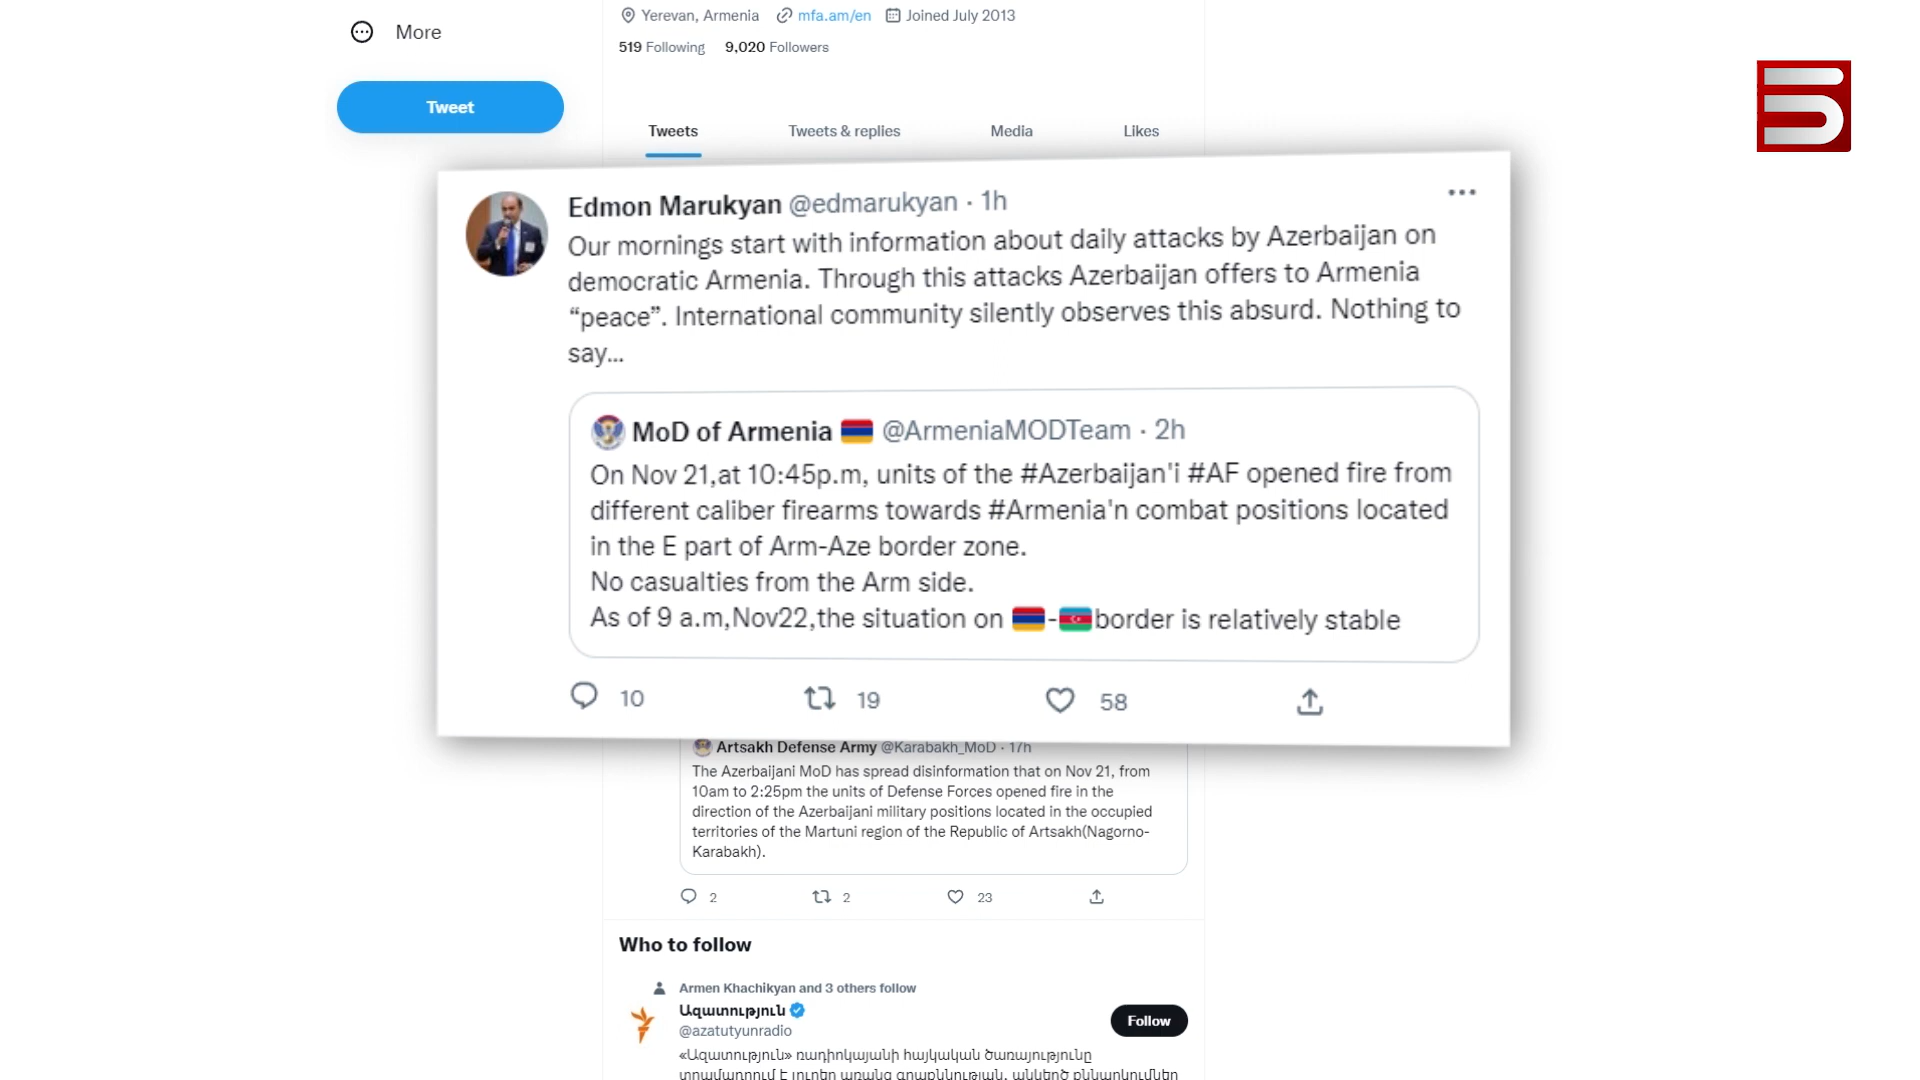 More
Tweet
Yerevan, Armenia mfa.am/en Joined July 2013
519 Following 9,020 Followers
Tweets Tweets & replies Media Likes
Edmon Marukyan @edmarukyan · 1h
Our mornings start with information about daily attacks by Azerbaijan on
democratic Armenia. Through this attacks Azerbaijan offers to Armenia
“peace”. International community silently observes this absurd. Nothing to
say...
MoD of Armenia 🇦🇲 @ArmeniaMODTeam · 2h
On Nov 21,at 10:45p.m, units of the #Azerbaijan'i #AF opened fire from
different caliber firearms towards #Armenia'n combat positions located
in the E part of Arm-Aze border zone.
No casualties from the Arm side.
As of 9 a.m,Nov22,the situation on 🇦🇲-🇦🇿border is relatively stable
10 19 58
Artsakh Defense Army @Karabakh_MoD · 17h
The Azerbaijani MoD has spread disinformation that on Nov 21, from
10am to 2:25pm the units of Defense Forces opened fire in the
direction of the Azerbaijani military positions located in the occupied
territories of the Martuni region of the Republic of Artsakh(Nagorno-
Karabakh).
2 2 23
Who to follow
Armen Khachikyan and 3 others follow
Ազատություն
@azatutyunradio
Follow
«Ազատություն» ռադիոկայանի հայկական ծառայությունը
տրամադրում է լուրեր առանց գրաքննության, անկեղծ քննարկումներ
5